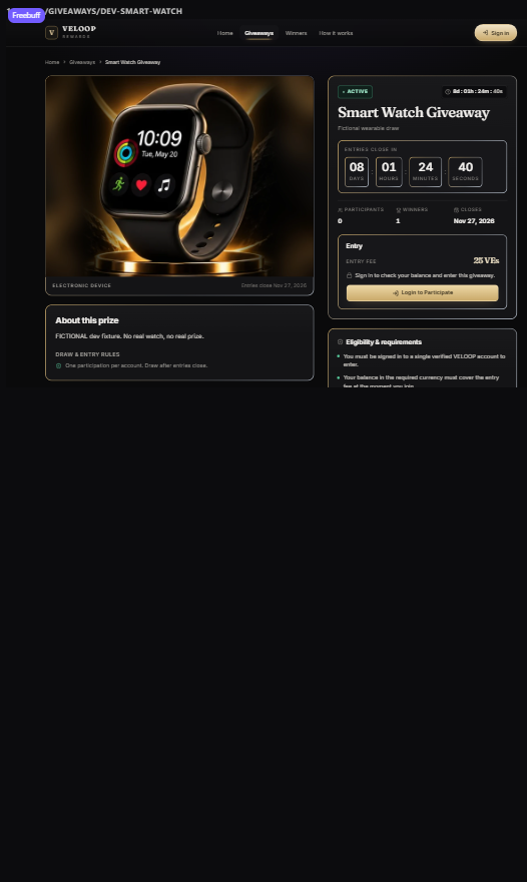 Freebuff
/GIVEAWAYS/DEV-SMART-WATCH
V VELOOP
REWARDS
Home Giveaways Winners How it works
Sign in
Home > Giveaways > Smart Watch Giveaway
10:09
Tue, May 20
ELECTRONIC DEVICE
Entries close Nov 27, 2026
About this prize
FICTIONAL dev fixture. No real watch, no real prize.
DRAW & ENTRY RULES
One participation per account. Draw after entries close.
ACTIVE
8d : 01h : 24m : 40s
Smart Watch Giveaway
Fictional wearable draw
ENTRIES CLOSE IN
08 : 01 : 24 : 40
DAYS HOURS MINUTES SECONDS
PARTICIPANTS WINNERS CLOSES
0 1 Nov 27, 2026
Entry
ENTRY FEE 25 VEs
Sign in to check your balance and enter this giveaway.
Login to Participate
Eligibility & requirements
You must be signed in to a single verified VELOOP account to
enter.
Your balance in the required currency must cover the entry
fee at the moment you join.